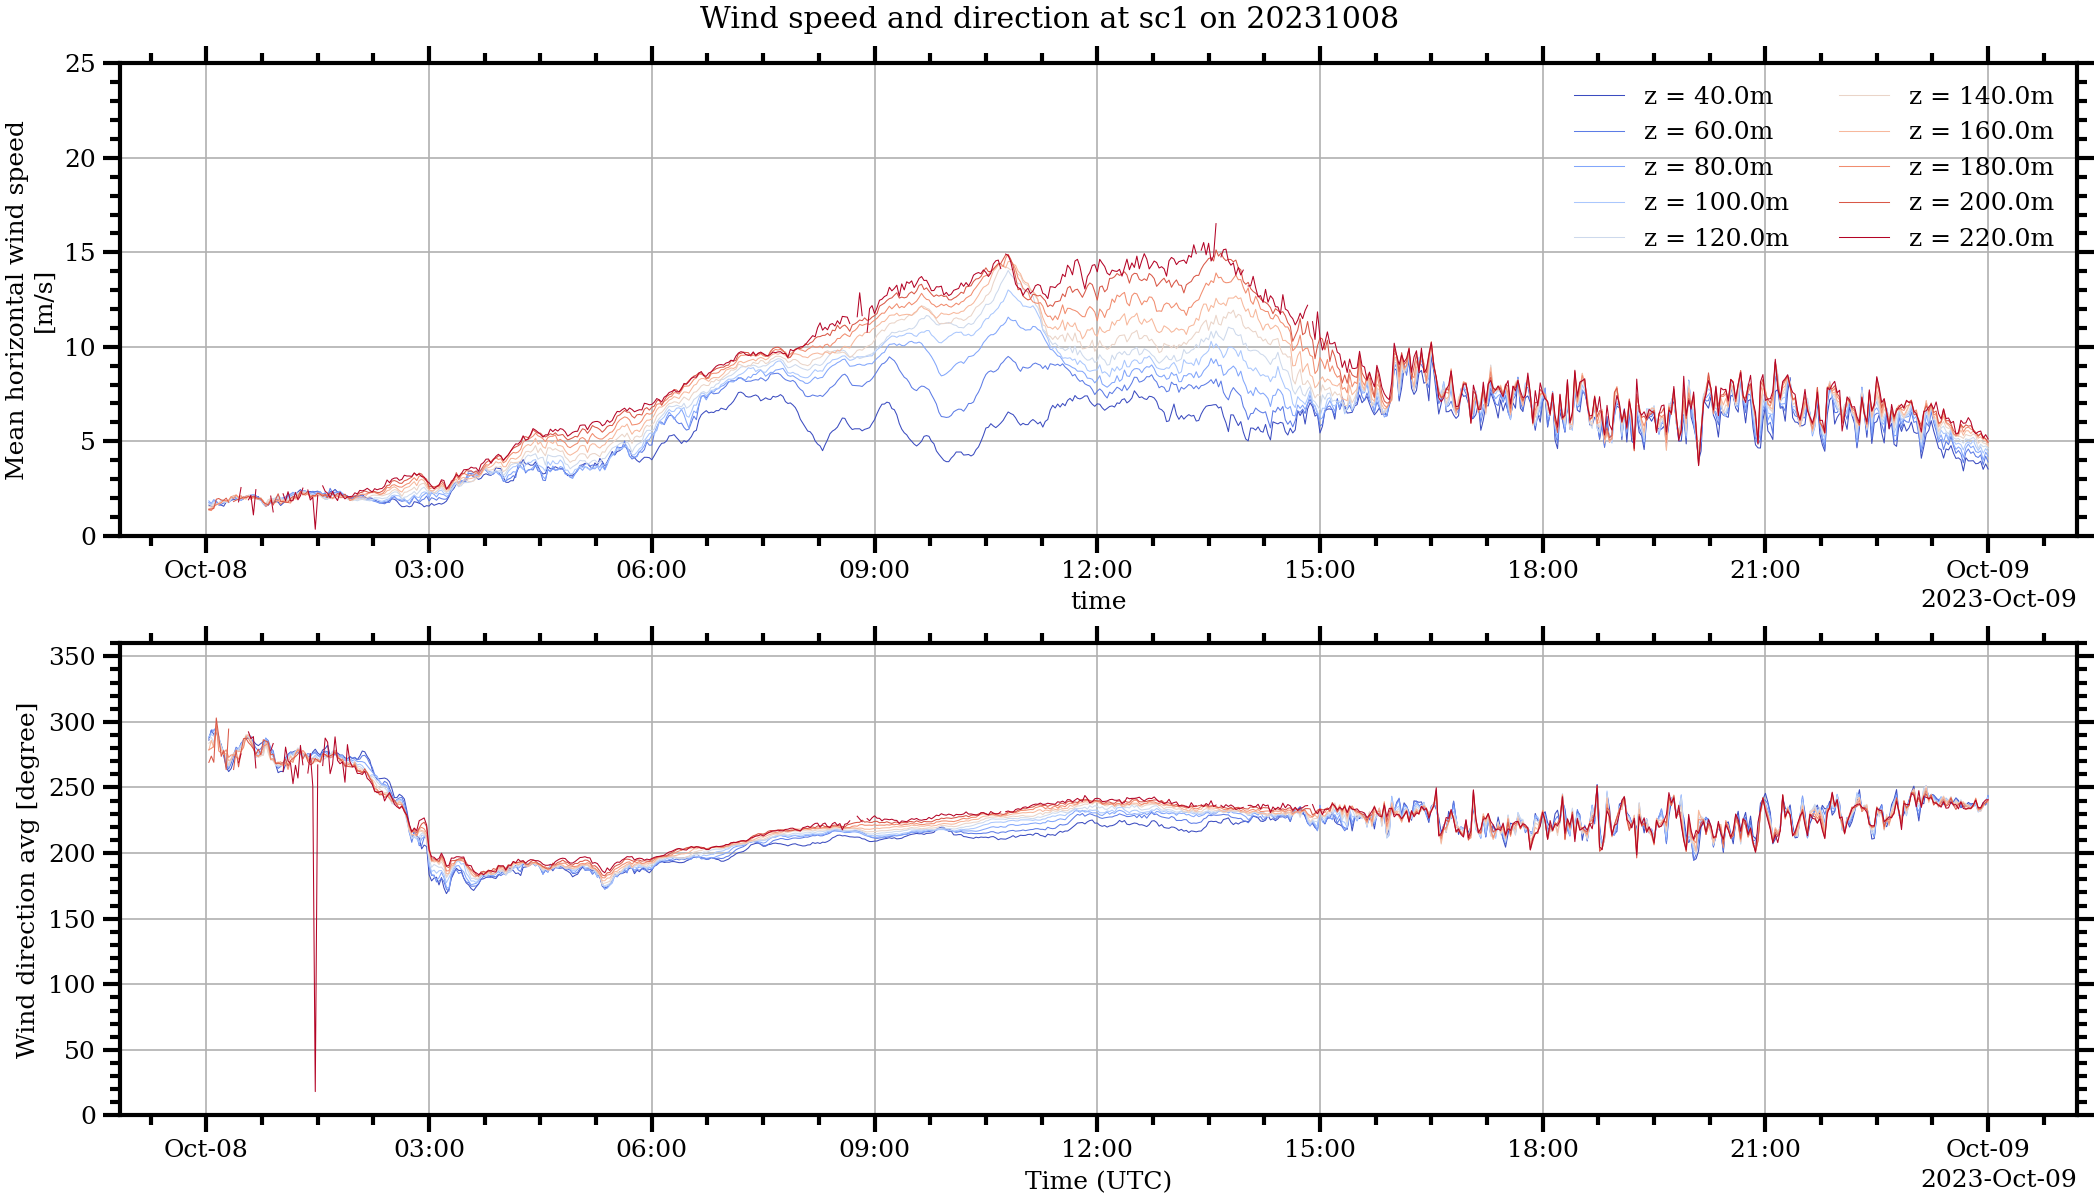 Wind speed and direction at sc1 on 20231008
Mean horizontal wind speed
[m/s]
25
20
15
10
5
0
z = 40.0m
z = 60.0m
z = 80.0m
z = 100.0m
z = 120.0m
z = 140.0m
z = 160.0m
z = 180.0m
z = 200.0m
z = 220.0m
Oct-08 03:00 06:00 09:00 12:00 15:00 18:00 21:00 Oct-09
time
2023-Oct-09
Wind direction avg [degree]
350
300
250
200
150
100
50
0
Oct-08 03:00 06:00 09:00 12:00 15:00 18:00 21:00 Oct-09
Time (UTC)
2023-Oct-09